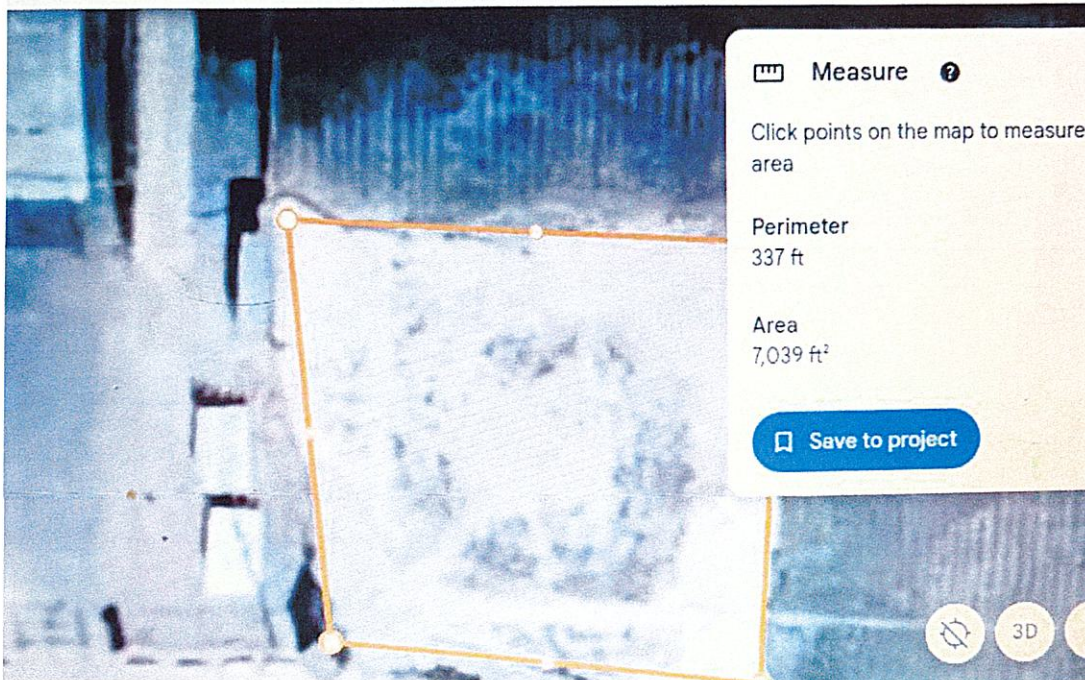 Measure ?
Click points on the map to measure
area
Perimeter
337 ft
Area
7,039 ft²
Save to project
3D